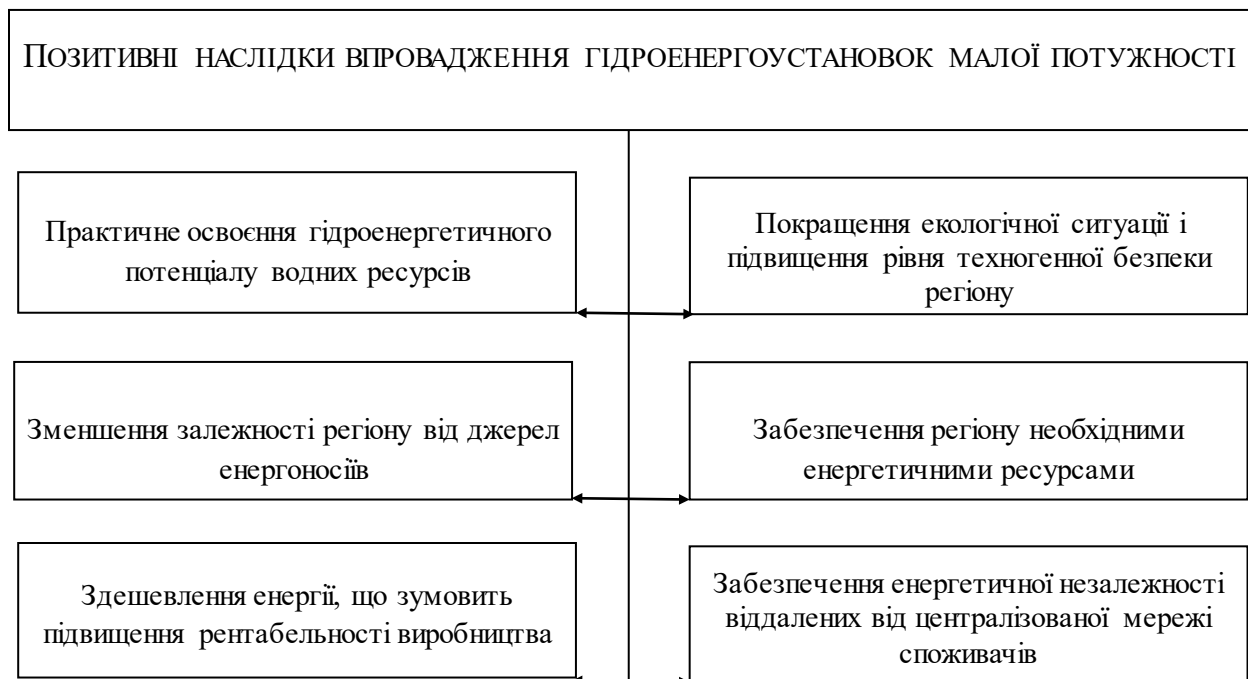 ПОЗИТИВНІ НАСЛІДКИ ВПРОВАДЖЕННЯ ГІДРОЕНЕРГОУСТАНОВОК МАЛОЇ ПОТУЖНОСТІ
Практичне освоєння гідроенергетичного
потенціалу водних ресурсів
Покращення екологічної ситуації і
підвищення рівня техногенної безпеки
регіону
Зменшення залежності регіону від джерел
енергоносіїв
Забезпечення регіону необхідними
енергетичними ресурсами
Здешевлення енергії, що зумовить
підвищення рентабельності виробництва
Забезпечення енергетичної незалежності
віддалених від централізованої мережі
споживачів